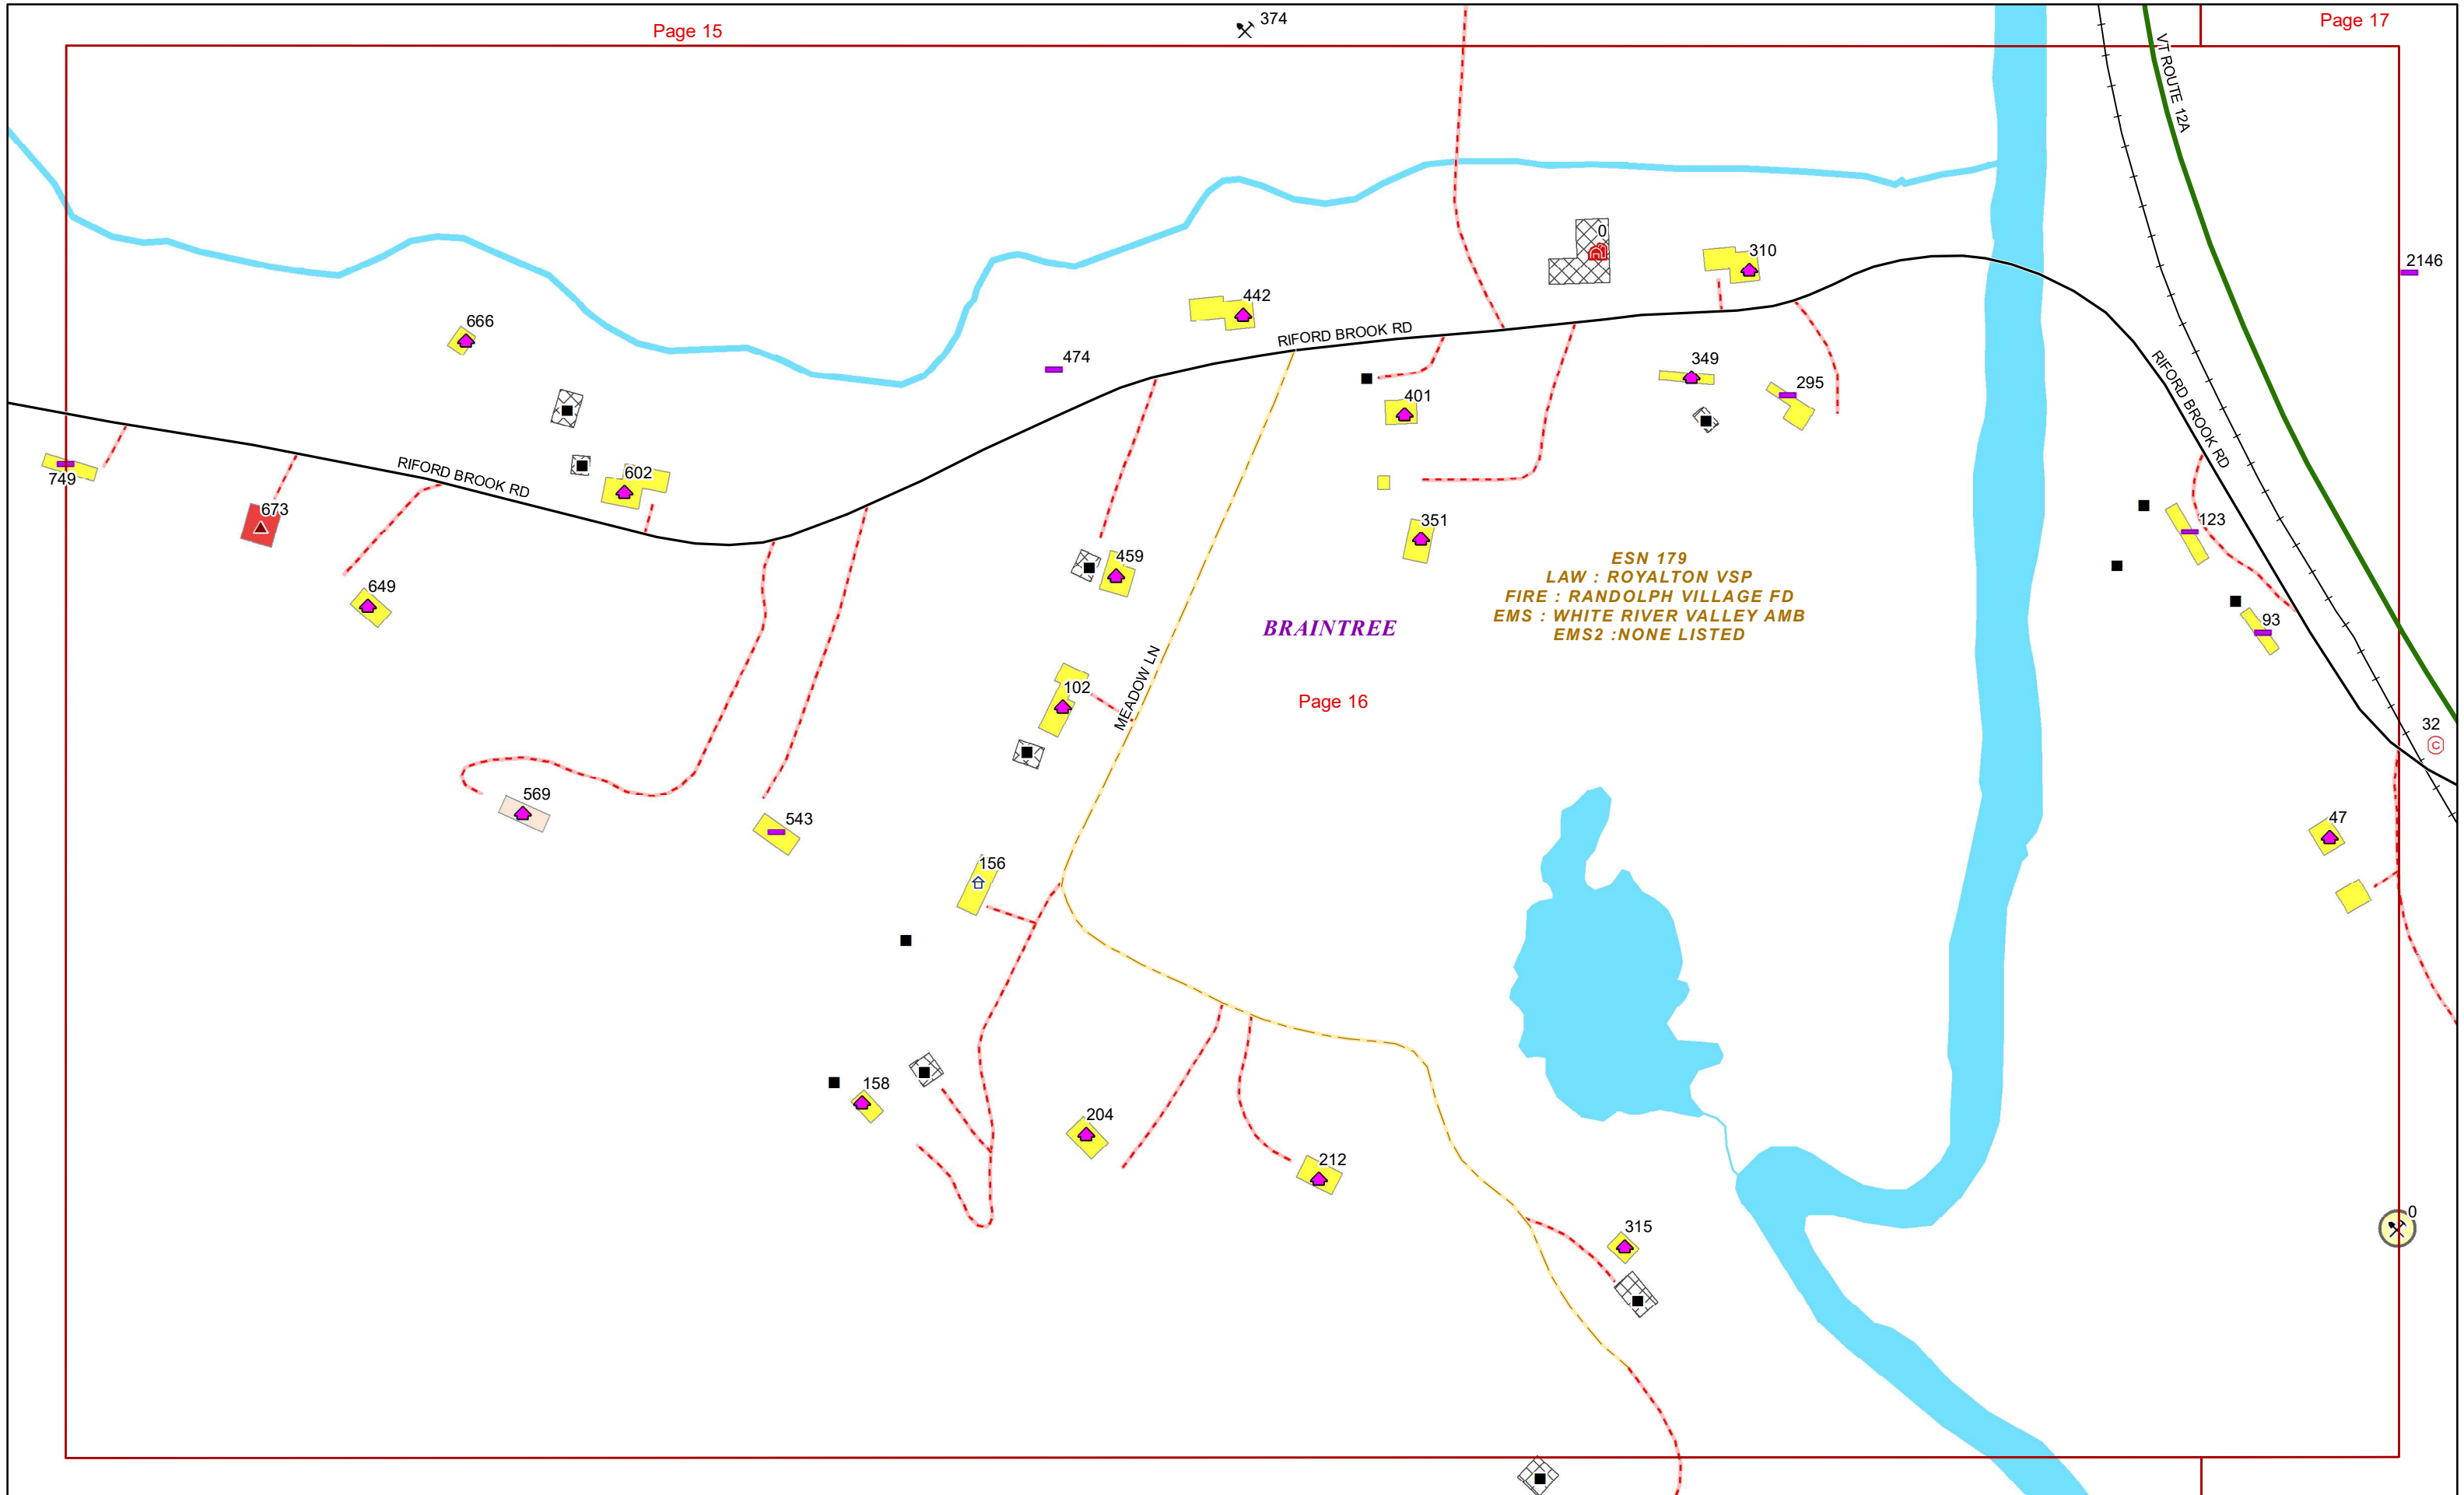 Page 15
374
Page 17
VT ROUTE 12A
0
310
2146
442
666
RIFORD BROOK RD
474
349
295
401
RIFORD BROOK RD
RIFORD BROOK RD
602
749
673
351
123
459
649
ESN 179
LAW : ROYALTON VSP
FIRE : RANDOLPH VILLAGE FD
EMS : WHITE RIVER VALLEY AMB
EMS2 :NONE LISTED
BRAINTREE
93
MEADOW LN
102
Page 16
32
C
569
543
47
156
158
204
212
315
0